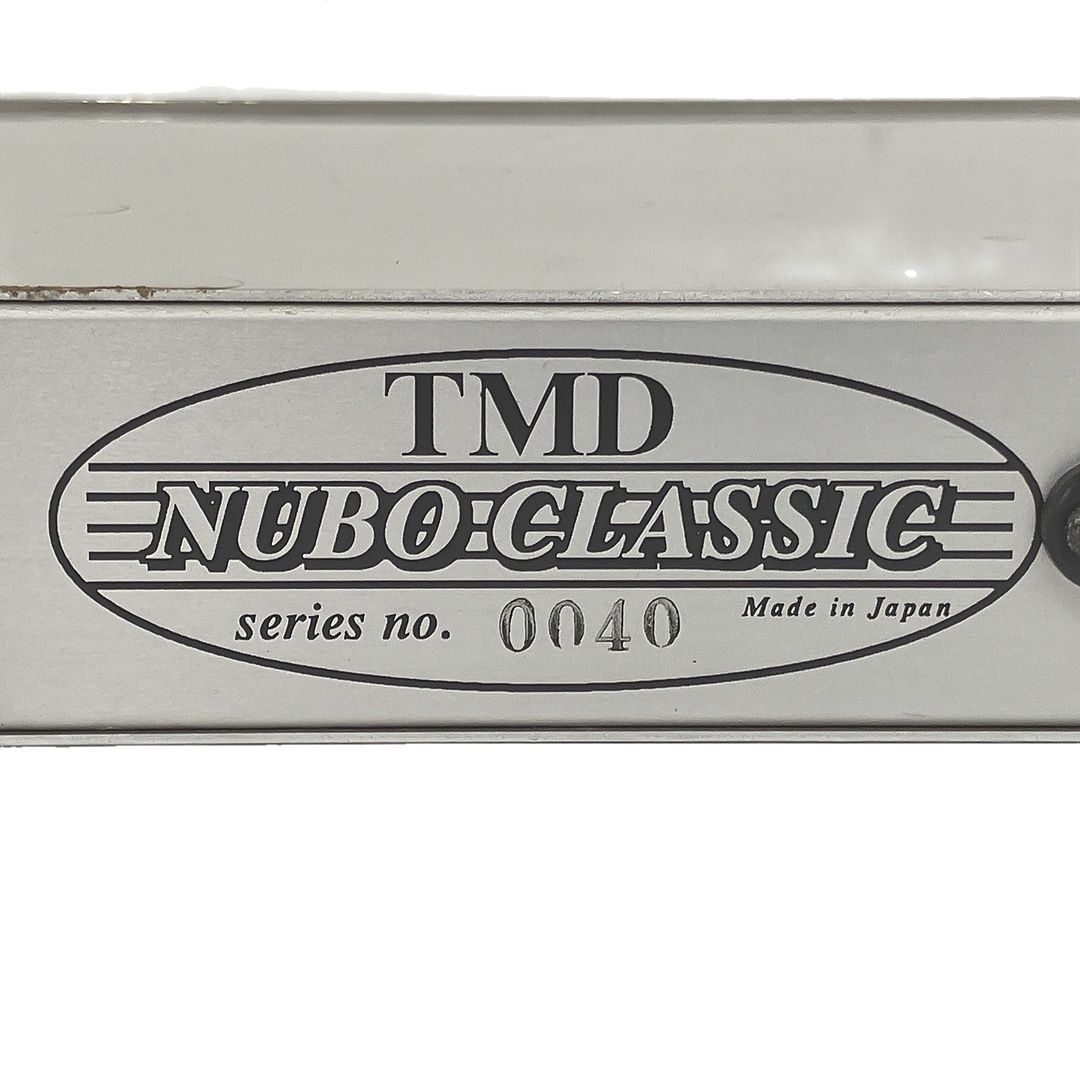 TMD
NUBO CLASSIC
series no. 0040
Made in Japan